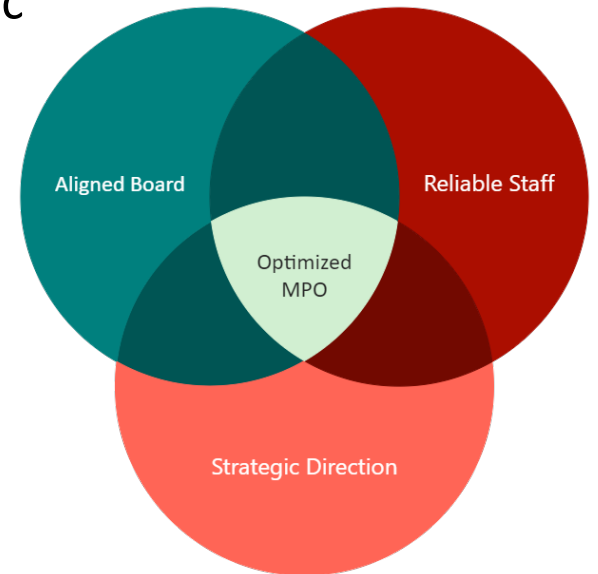 c
Aligned Board
Reliable Staff
Optimized
MPO
Strategic Direction